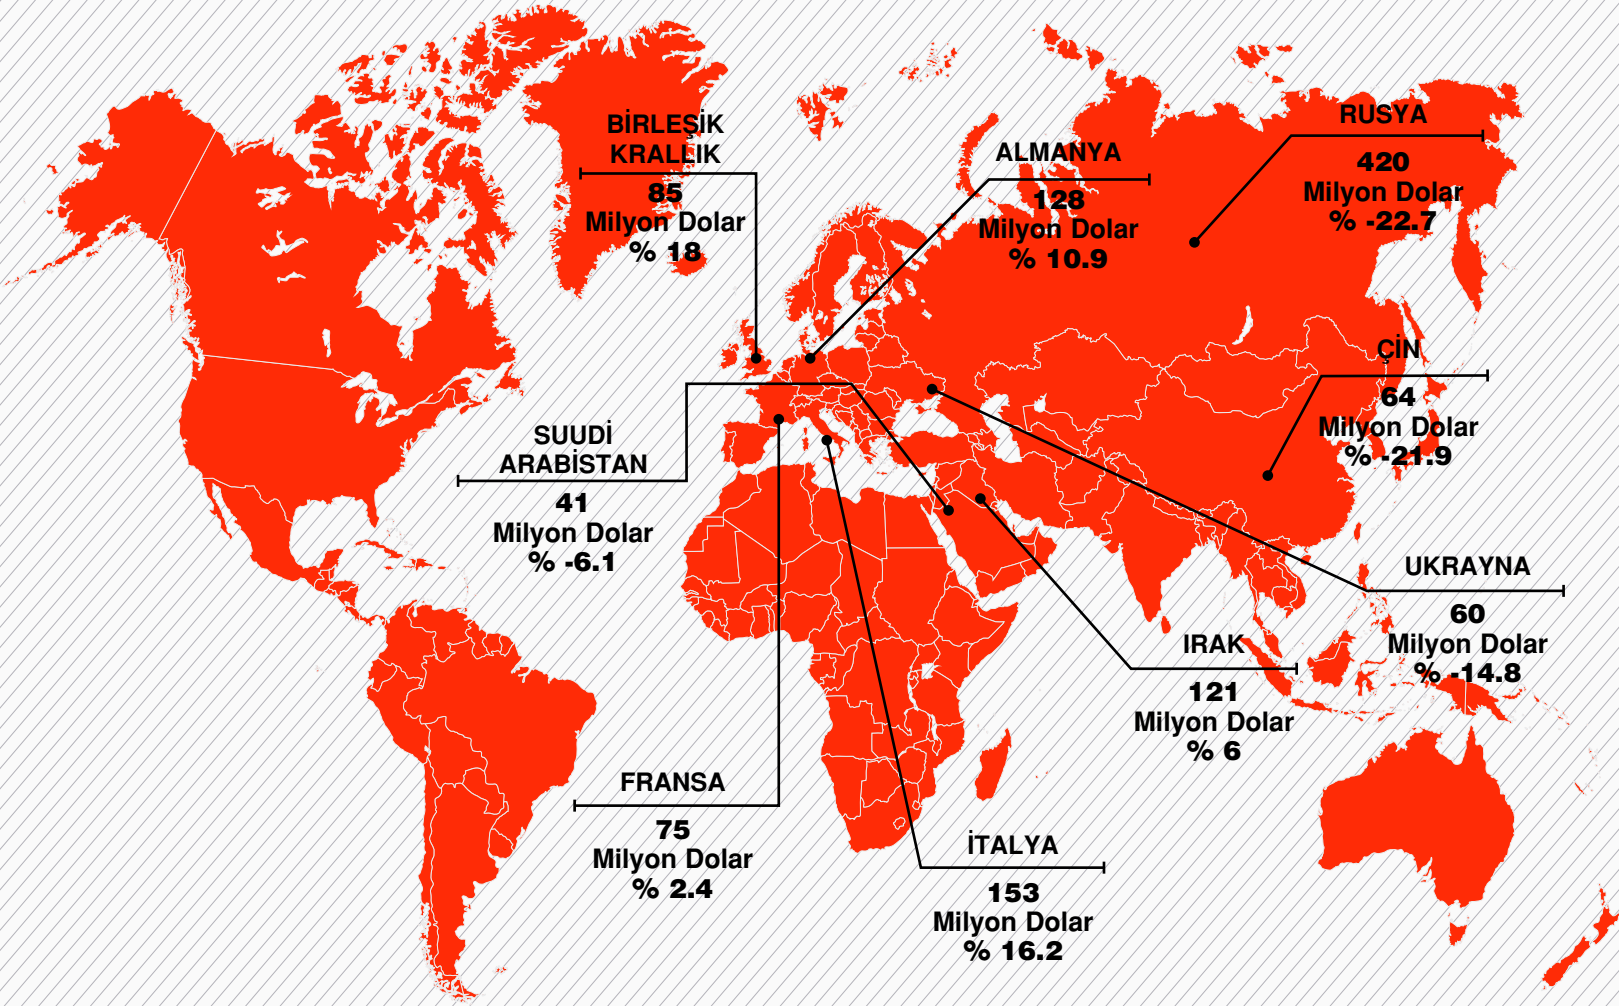 BİRLEŞİK
KRALLIK
85
Milyon Dolar
% 18
ALMANYA
128
Milyon Dolar
% 10.9
RUSYA
420
Milyon Dolar
% -22.7
ÇİN
64
Milyon Dolar
% -21.9
SUUDİ
ARABİSTAN
41
Milyon Dolar
% -6.1
UKRAYNA
60
Milyon Dolar
% -14.8
IRAK
121
Milyon Dolar
% 6
FRANSA
75
Milyon Dolar
% 2.4
İTALYA
153
Milyon Dolar
% 16.2